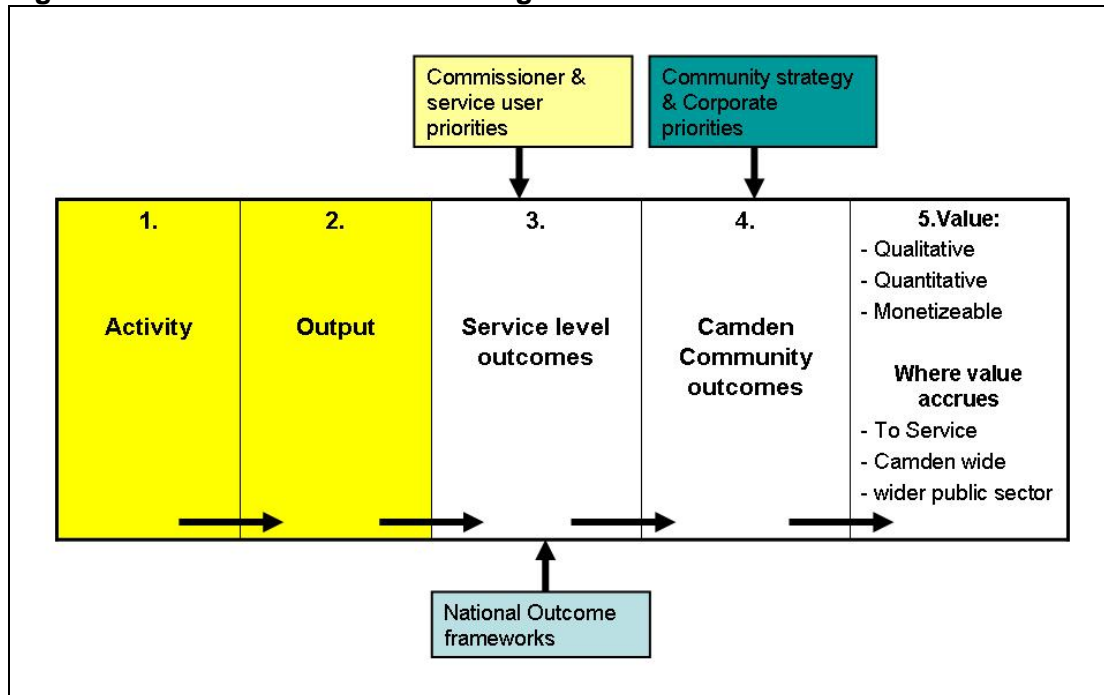 Commissioner &
service user
priorities
Community strategy
& Corporate
priorities
1.
Activity
2.
Output
3.
Service level
outcomes
4.
Camden
Community
outcomes
5.Value:
- Qualitative
- Quantitative
- Monetizeable
Where value
accrues
- To Service
- Camden wide
- wider public sector
National Outcome
frameworks